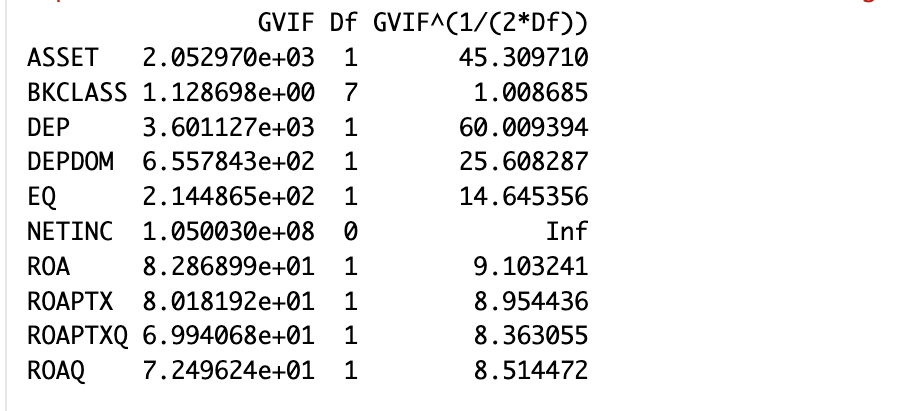 GVIF Df GVIF^(1/(2*Df))
ASSET 2.052970e+03 1 45.309710
BKCLASS 1.128698e+00 7 1.008685
DEP 3.601127e+03 1 60.009394
DEPDOM 6.557843e+02 1 25.608287
EQ 2.144865e+02 1 14.645356
NETINC 1.050030e+08 0 Inf
ROA 8.286899e+01 1 9.103241
ROAPTX 8.018192e+01 1 8.954436
ROAPTXQ 6.994068e+01 1 8.363055
ROAQ 7.249624e+01 1 8.514472